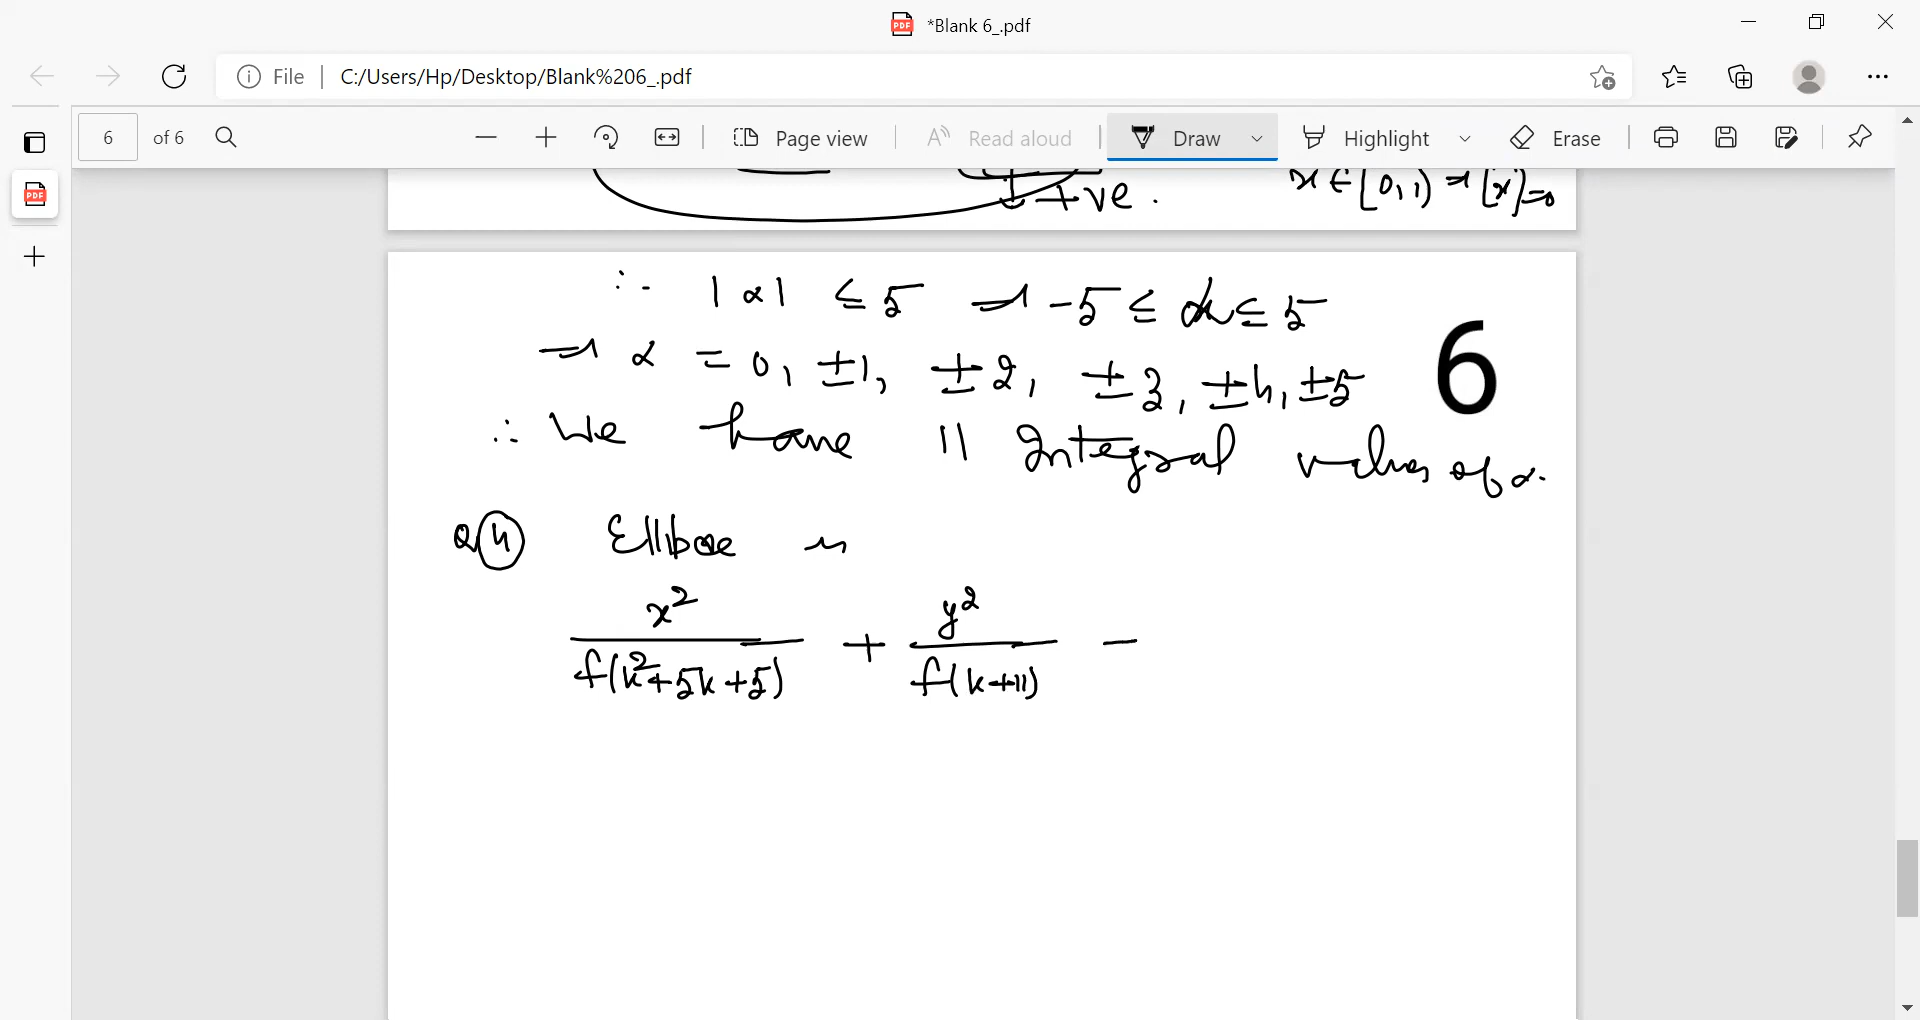 *Blank 6_.pdf
File | C:/Users/Hp/Desktop/Blank%206_.pdf
6 of 6 Page view Read aloud Draw Highlight Erase
+ve . x ∈ [0,1) ⇒ [x]=0
∴ |α| ≤ 5 ⇒ -5 ≤ α ≤ 5
⇒ α = 0, ±1, ±2, ±3, ±4, ±5
6
∴ We have 11 Integral values of α.
Q4 Ellipse is
x²/f(k²+5k+5) + y²/f(k+11) -